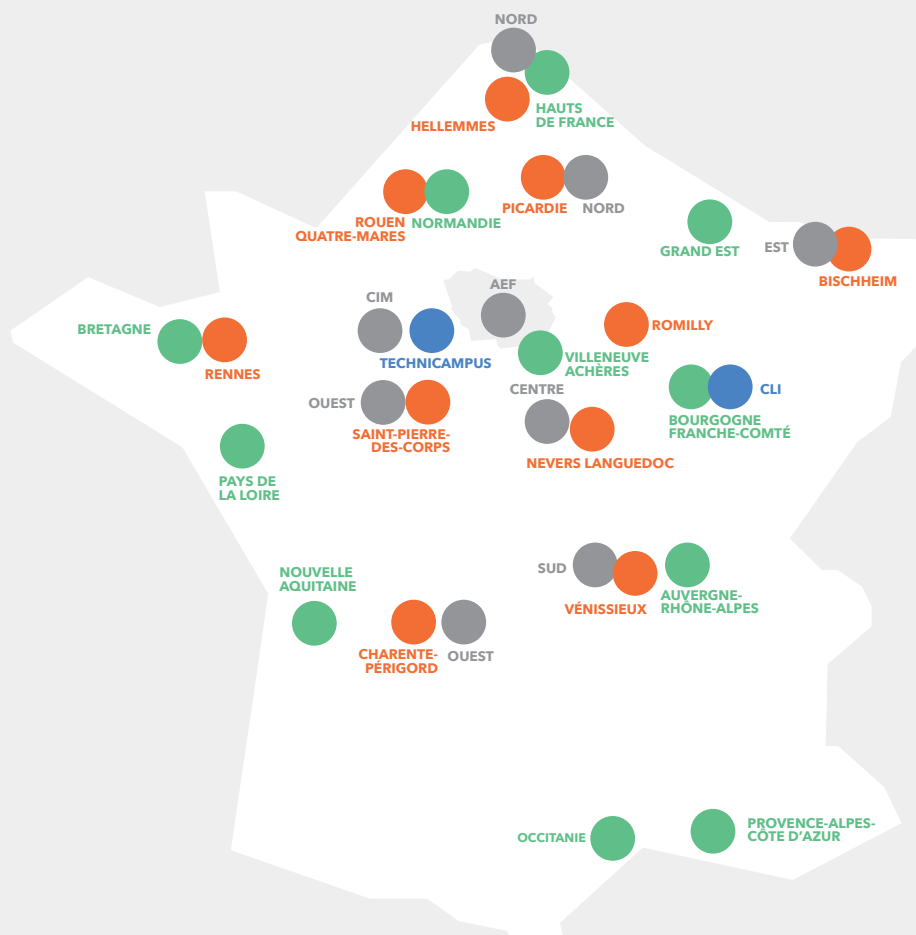 NORD
HAUTS
DE FRANCE
HELLEMMES
PICARDIE
NORD
ROUEN
QUATRE-MARES
NORMANDIE
GRAND EST
EST
BISCHHEIM
AEF
CIM
TECHNICAMPUS
BRETAGNE
RENNES
ROMILLY
VILLENEUVE
ACHÈRES
CENTRE
CLI
OUEST
SAINT-PIERRE-
DES-CORPS
BOURGOGNE
FRANCHE-COMTÉ
NEVERS LANGUEDOC
PAYS DE
LA LOIRE
SUD
VÉNISSIEUX
AUVERGNE-
RHÔNE-ALPES
NOUVELLE
AQUITAINE
CHARENTE-
PÉRIGORD
OUEST
OCCITANIE
PROVENCE-ALPES-
CÔTE D'AZUR